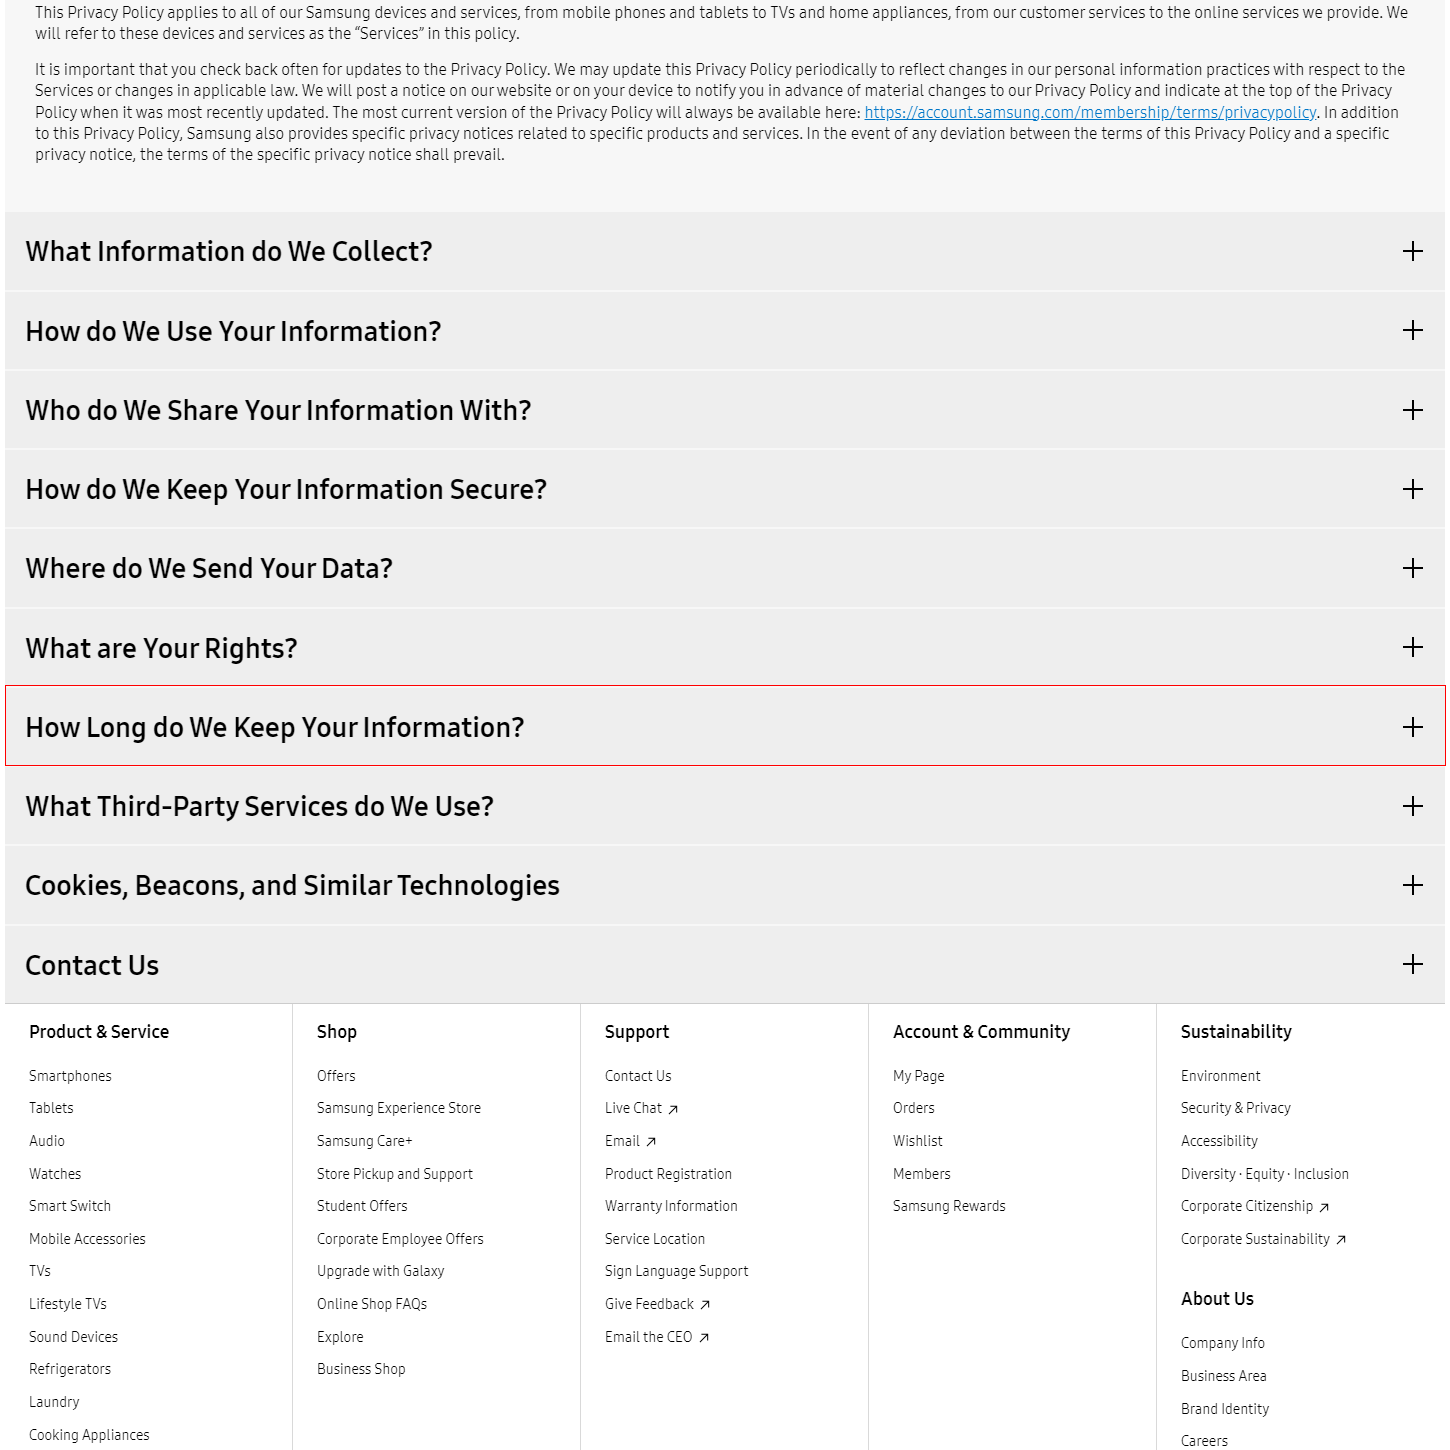 This Privacy Policy applies to all of our Samsung devices and services, from mobile phones and tablets to TVs and home appliances, from our customer services to the online services we provide. We
will refer to these devices and services as the “Services” in this policy.
It is important that you check back often for updates to the Privacy Policy. We may update this Privacy Policy periodically to reflect changes in our personal information practices with respect to the
Services or changes in applicable law. We will post a notice on our website or on your device to notify you in advance of material changes to our Privacy Policy and indicate at the top of the Privacy
Policy when it was most recently updated. The most current version of the Privacy Policy will always be available here: https://account.samsung.com/membership/terms/privacypolicy. In addition
to this Privacy Policy, Samsung also provides specific privacy notices related to specific products and services. In the event of any deviation between the terms of this Privacy Policy and a specific
privacy notice, the terms of the specific privacy notice shall prevail.
What Information do We Collect?
How do We Use Your Information?
Who do We Share Your Information With?
How do We Keep Your Information Secure?
Where do We Send Your Data?
What are Your Rights?
How Long do We Keep Your Information?
What Third-Party Services do We Use?
Cookies, Beacons, and Similar Technologies
Contact Us
Product & Service
Smartphones
Tablets
Audio
Watches
Smart Switch
Mobile Accessories
TVs
Lifestyle TVs
Sound Devices
Refrigerators
Laundry
Cooking Appliances
Shop
Offers
Samsung Experience Store
Samsung Care+
Store Pickup and Support
Student Offers
Corporate Employee Offers
Upgrade with Galaxy
Online Shop FAQs
Explore
Business Shop
Support
Contact Us
Live Chat
Email
Product Registration
Warranty Information
Service Location
Sign Language Support
Give Feedback
Email the CEO
Account & Community
My Page
Orders
Wishlist
Members
Samsung Rewards
Sustainability
Environment
Security & Privacy
Accessibility
Diversity · Equity · Inclusion
Corporate Citizenship
Corporate Sustainability
About Us
Company Info
Business Area
Brand Identity
Careers